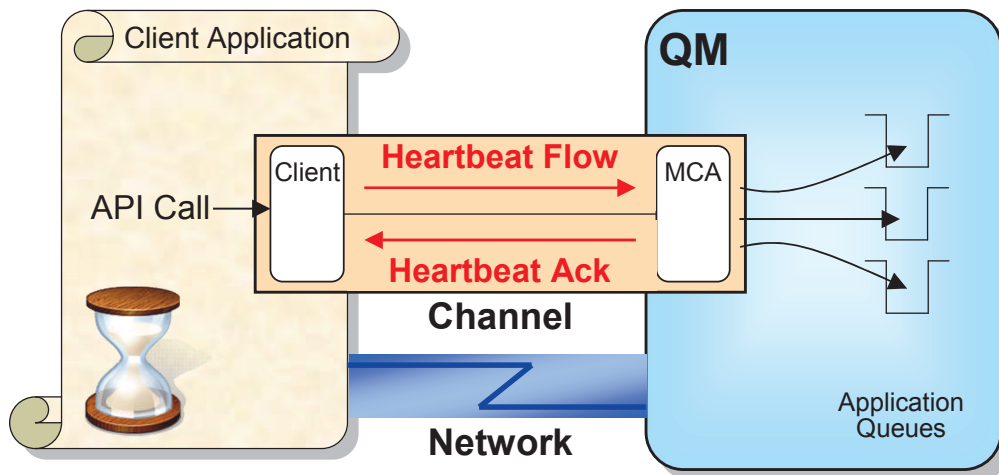 Client Application
QM
Heartbeat Flow
Client
MCA
API Call
Heartbeat Ack
Channel
Application
Queues
Network